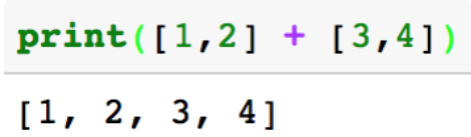 print([1,2] + [3,4])
[1, 2, 3, 4]